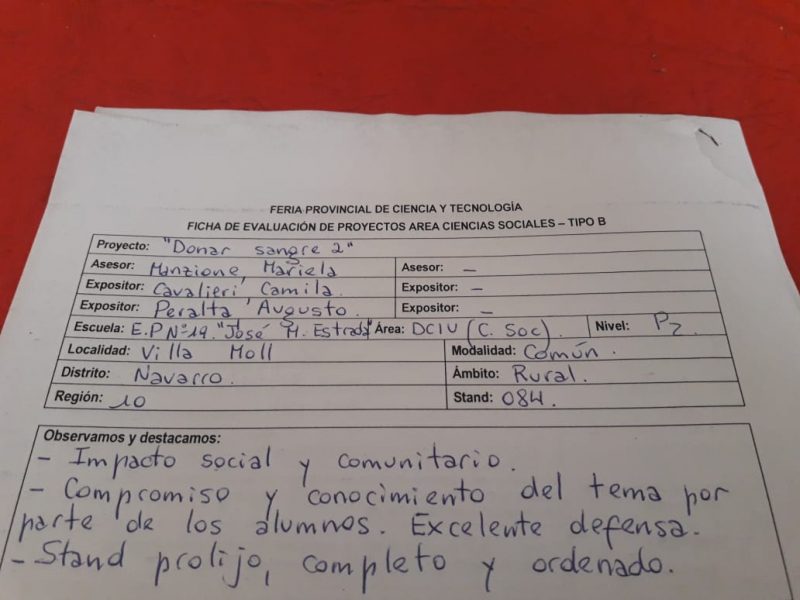 FERIA PROVINCIAL DE CIENCIA Y TECNOLOGÍA
FICHA DE EVALUACIÓN DE PROYECTOS AREA CIENCIAS SOCIALES – TIPO B
Proyecto: "Donar sangre 2"
Asesor: Manzione, Mariela Asesor: –
Expositor: Cavalieri, Camila. Expositor: –
Expositor: Peralta, Augusto. Expositor: –
Escuela: E.P Nº19. "José M. Estrada" Área: DCIU (C. Soc). Nivel: P2
Localidad: Villa Moll Modalidad: Común.
Distrito: Navarro. Ámbito: Rural.
Región: 10 Stand: 084.
Observamos y destacamos:
- Impacto social y comunitario.
- Compromiso y conocimiento del tema por
parte de los alumnos. Excelente defensa.
- Stand prolijo, completo y ordenado.